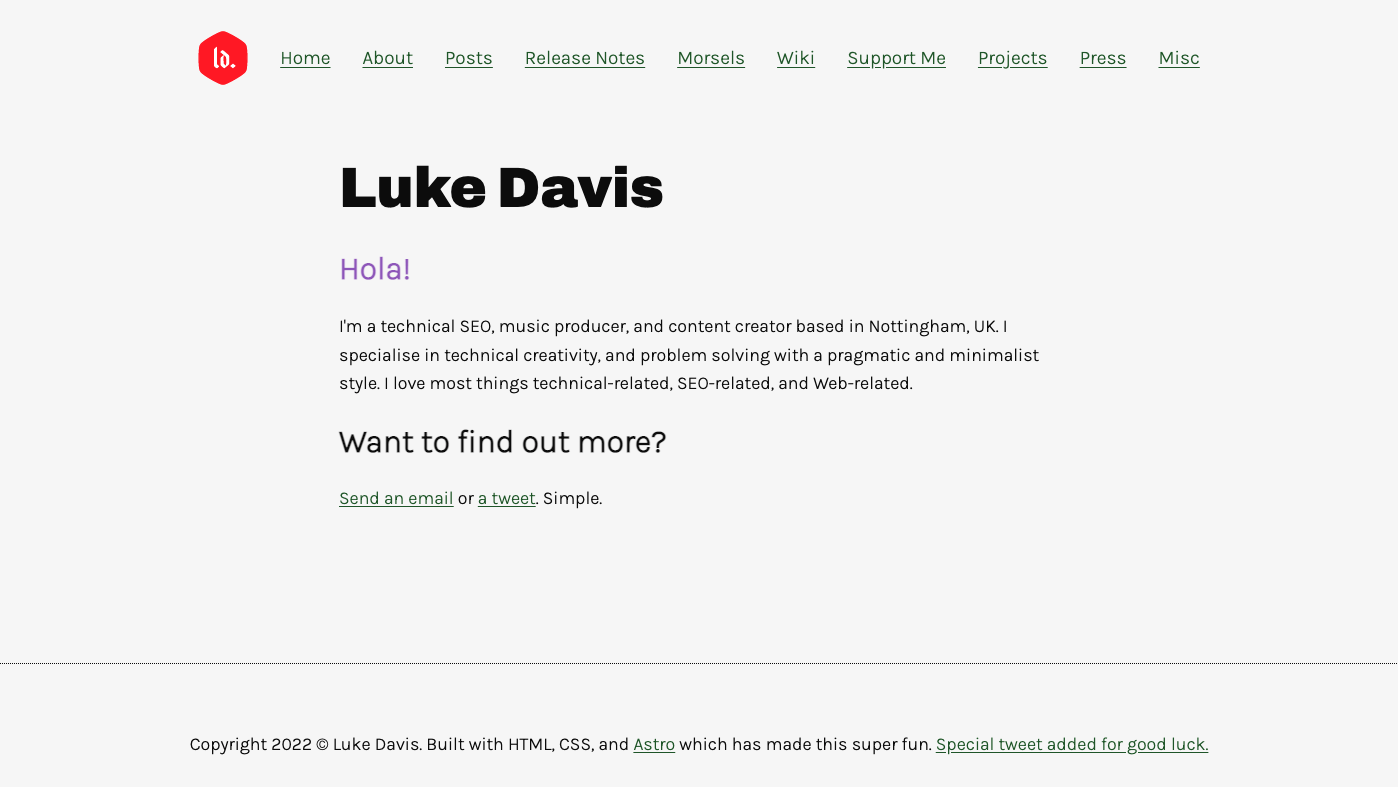 ld. Home About Posts Release Notes Morsels Wiki Support Me Projects Press Misc
Luke Davis
Hola!
I'm a technical SEO, music producer, and content creator based in Nottingham, UK. I
specialise in technical creativity, and problem solving with a pragmatic and minimalist
style. I love most things technical-related, SEO-related, and Web-related.
Want to find out more?
Send an email or a tweet. Simple.
Copyright 2022 © Luke Davis. Built with HTML, CSS, and Astro which has made this super fun. Special tweet added for good luck.